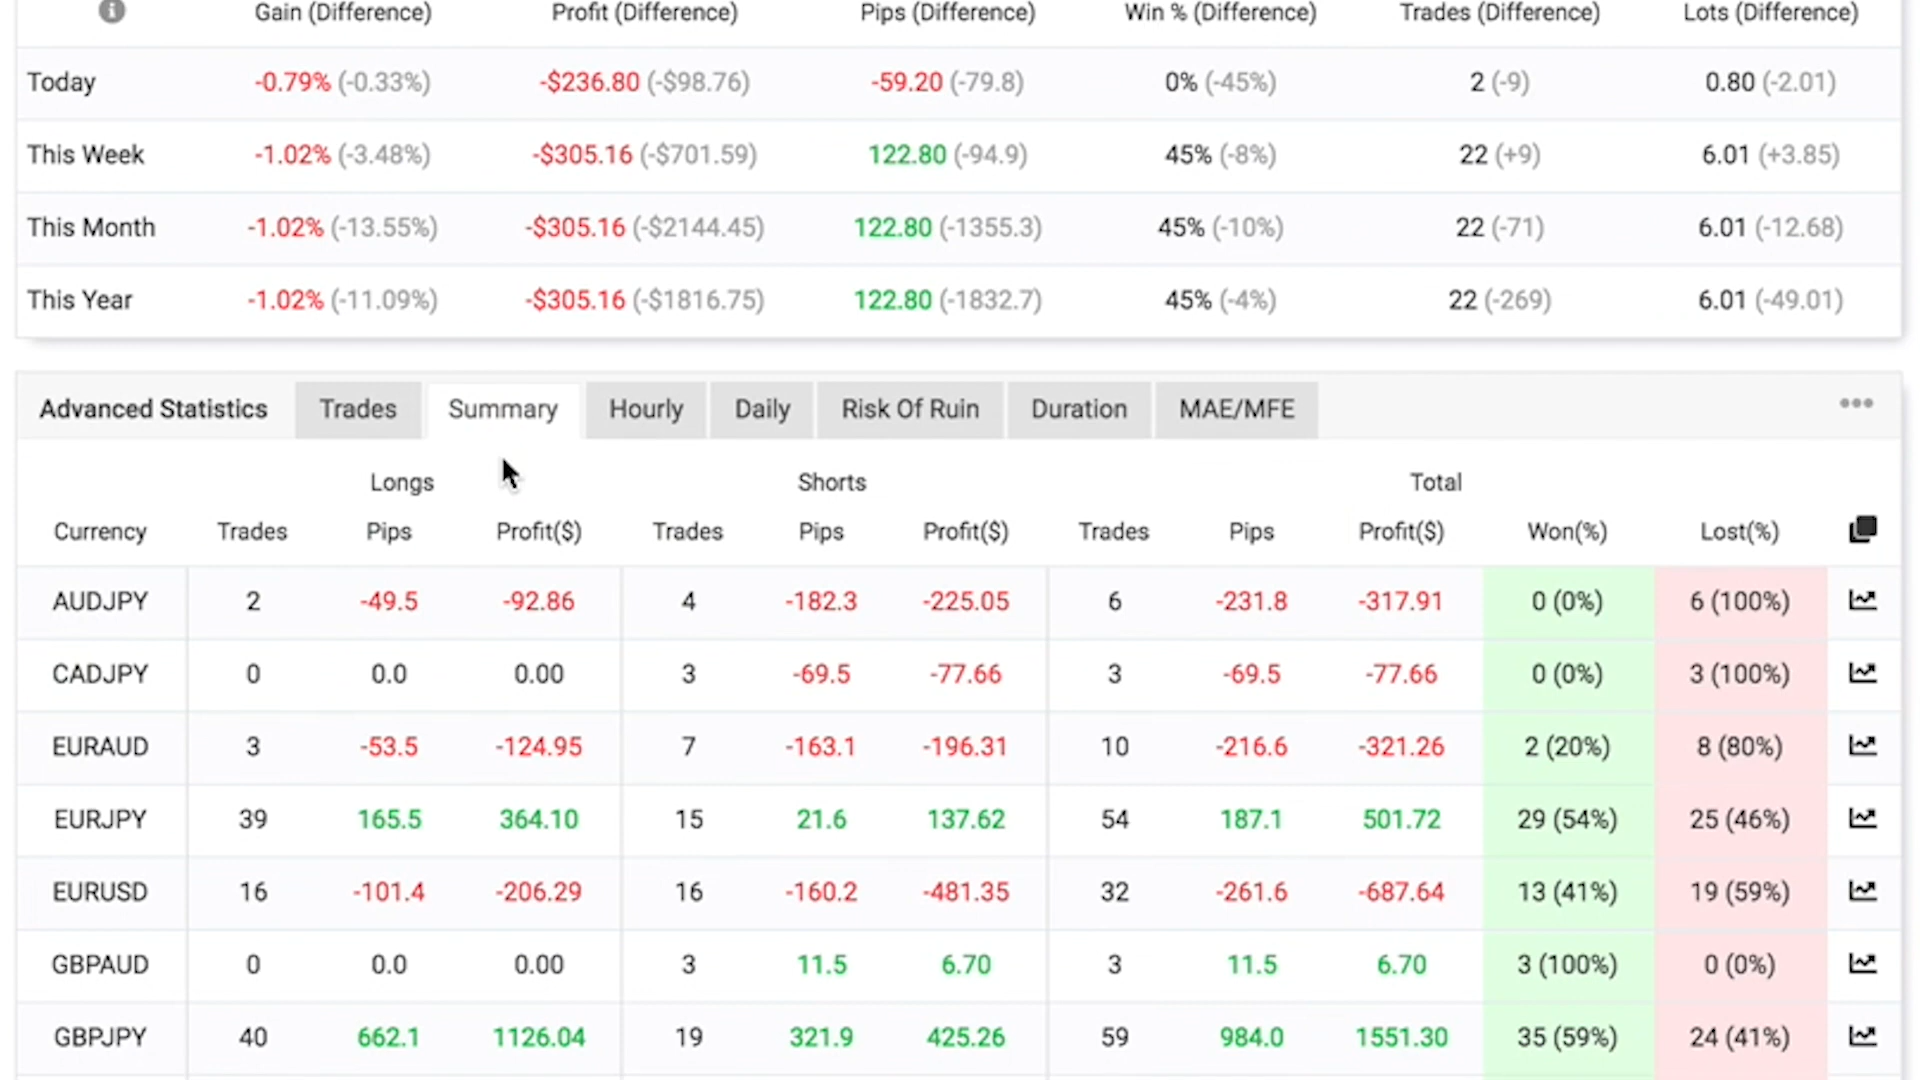 Gain (Difference) Profit (Difference) Pips (Difference) Win % (Difference) Trades (Difference) Lots (Difference)
Today -0.79% (-0.33%) -$236.80 (-$98.76) -59.20 (-79.8) 0% (-45%) 2 (-9) 0.80 (-2.01)
This Week -1.02% (-3.48%) -$305.16 (-$701.59) 122.80 (-94.9) 45% (-8%) 22 (+9) 6.01 (+3.85)
This Month -1.02% (-13.55%) -$305.16 (-$2144.45) 122.80 (-1355.3) 45% (-10%) 22 (-71) 6.01 (-12.68)
This Year -1.02% (-11.09%) -$305.16 (-$1816.75) 122.80 (-1832.7) 45% (-4%) 22 (-269) 6.01 (-49.01)
Advanced Statistics Trades Summary Hourly Daily Risk Of Ruin Duration MAE/MFE
Longs Shorts Total
Currency Trades Pips Profit($) Trades Pips Profit($) Trades Pips Profit($) Won(%) Lost(%)
AUDJPY 2 -49.5 -92.86 4 -182.3 -225.05 6 -231.8 -317.91 0 (0%) 6 (100%)
CADJPY 0 0.0 0.00 3 -69.5 -77.66 3 -69.5 -77.66 0 (0%) 3 (100%)
EURAUD 3 -53.5 -124.95 7 -163.1 -196.31 10 -216.6 -321.26 2 (20%) 8 (80%)
EURJPY 39 165.5 364.10 15 21.6 137.62 54 187.1 501.72 29 (54%) 25 (46%)
EURUSD 16 -101.4 -206.29 16 -160.2 -481.35 32 -261.6 -687.64 13 (41%) 19 (59%)
GBPAUD 0 0.0 0.00 3 11.5 6.70 3 11.5 6.70 3 (100%) 0 (0%)
GBPJPY 40 662.1 1126.04 19 321.9 425.26 59 984.0 1551.30 35 (59%) 24 (41%)